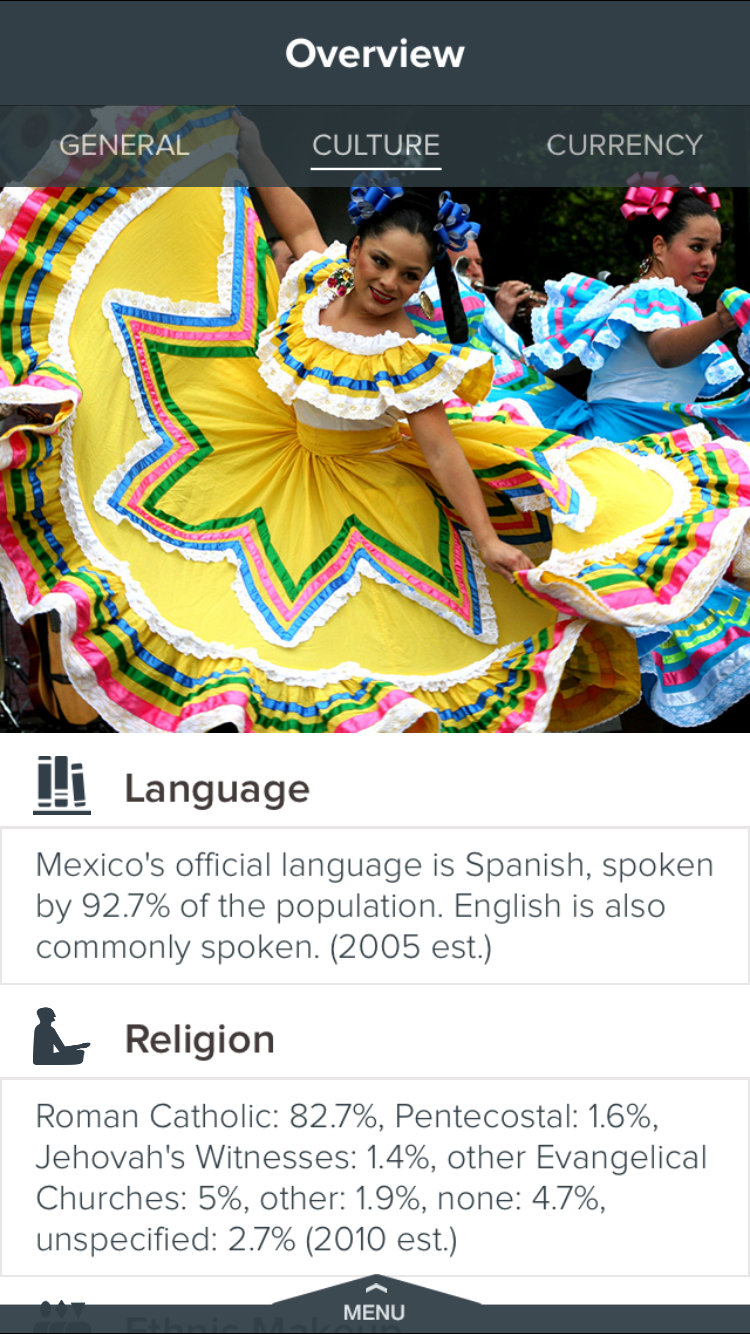 Overview
GENERAL CULTURE CURRENCY
Language
Mexico's official language is Spanish, spoken
by 92.7% of the population. English is also
commonly spoken. (2005 est.)
Religion
Roman Catholic: 82.7%, Pentecostal: 1.6%,
Jehovah's Witnesses: 1.4%, other Evangelical
Churches: 5%, other: 1.9%, none: 4.7%,
unspecified: 2.7% (2010 est.)
Ethnic Makeup
MENU